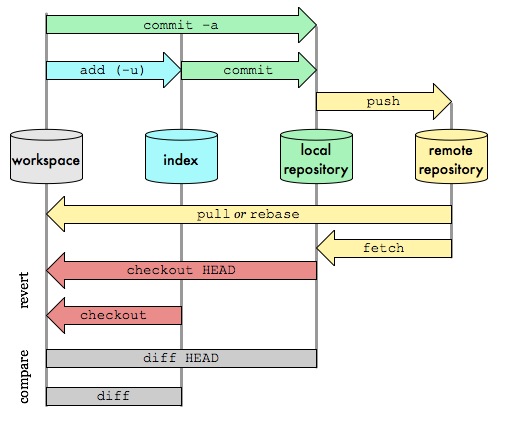 commit -a
add (-u)
commit
push
workspace
index
local
repository
remote
repository
pull or rebase
fetch
revert
checkout HEAD
checkout
compare
diff HEAD
diff